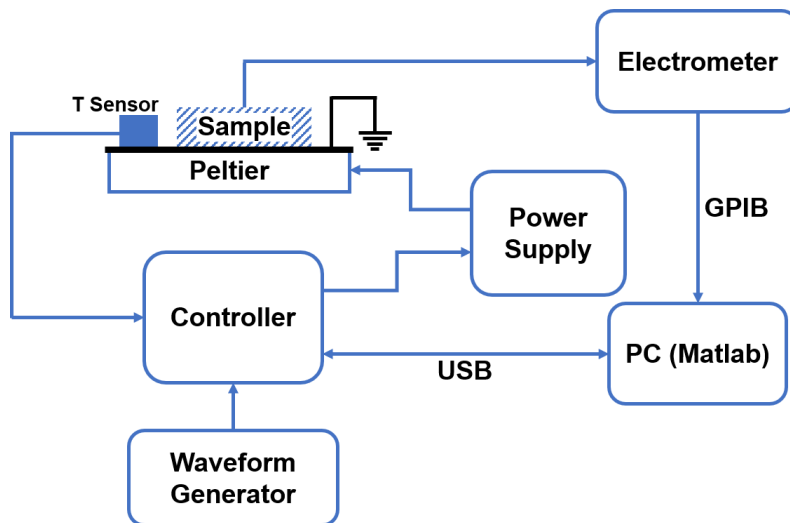 Electrometer
T Sensor
Sample
Peltier
Power
Supply
GPIB
Controller
PC (Matlab)
USB
Waveform
Generator